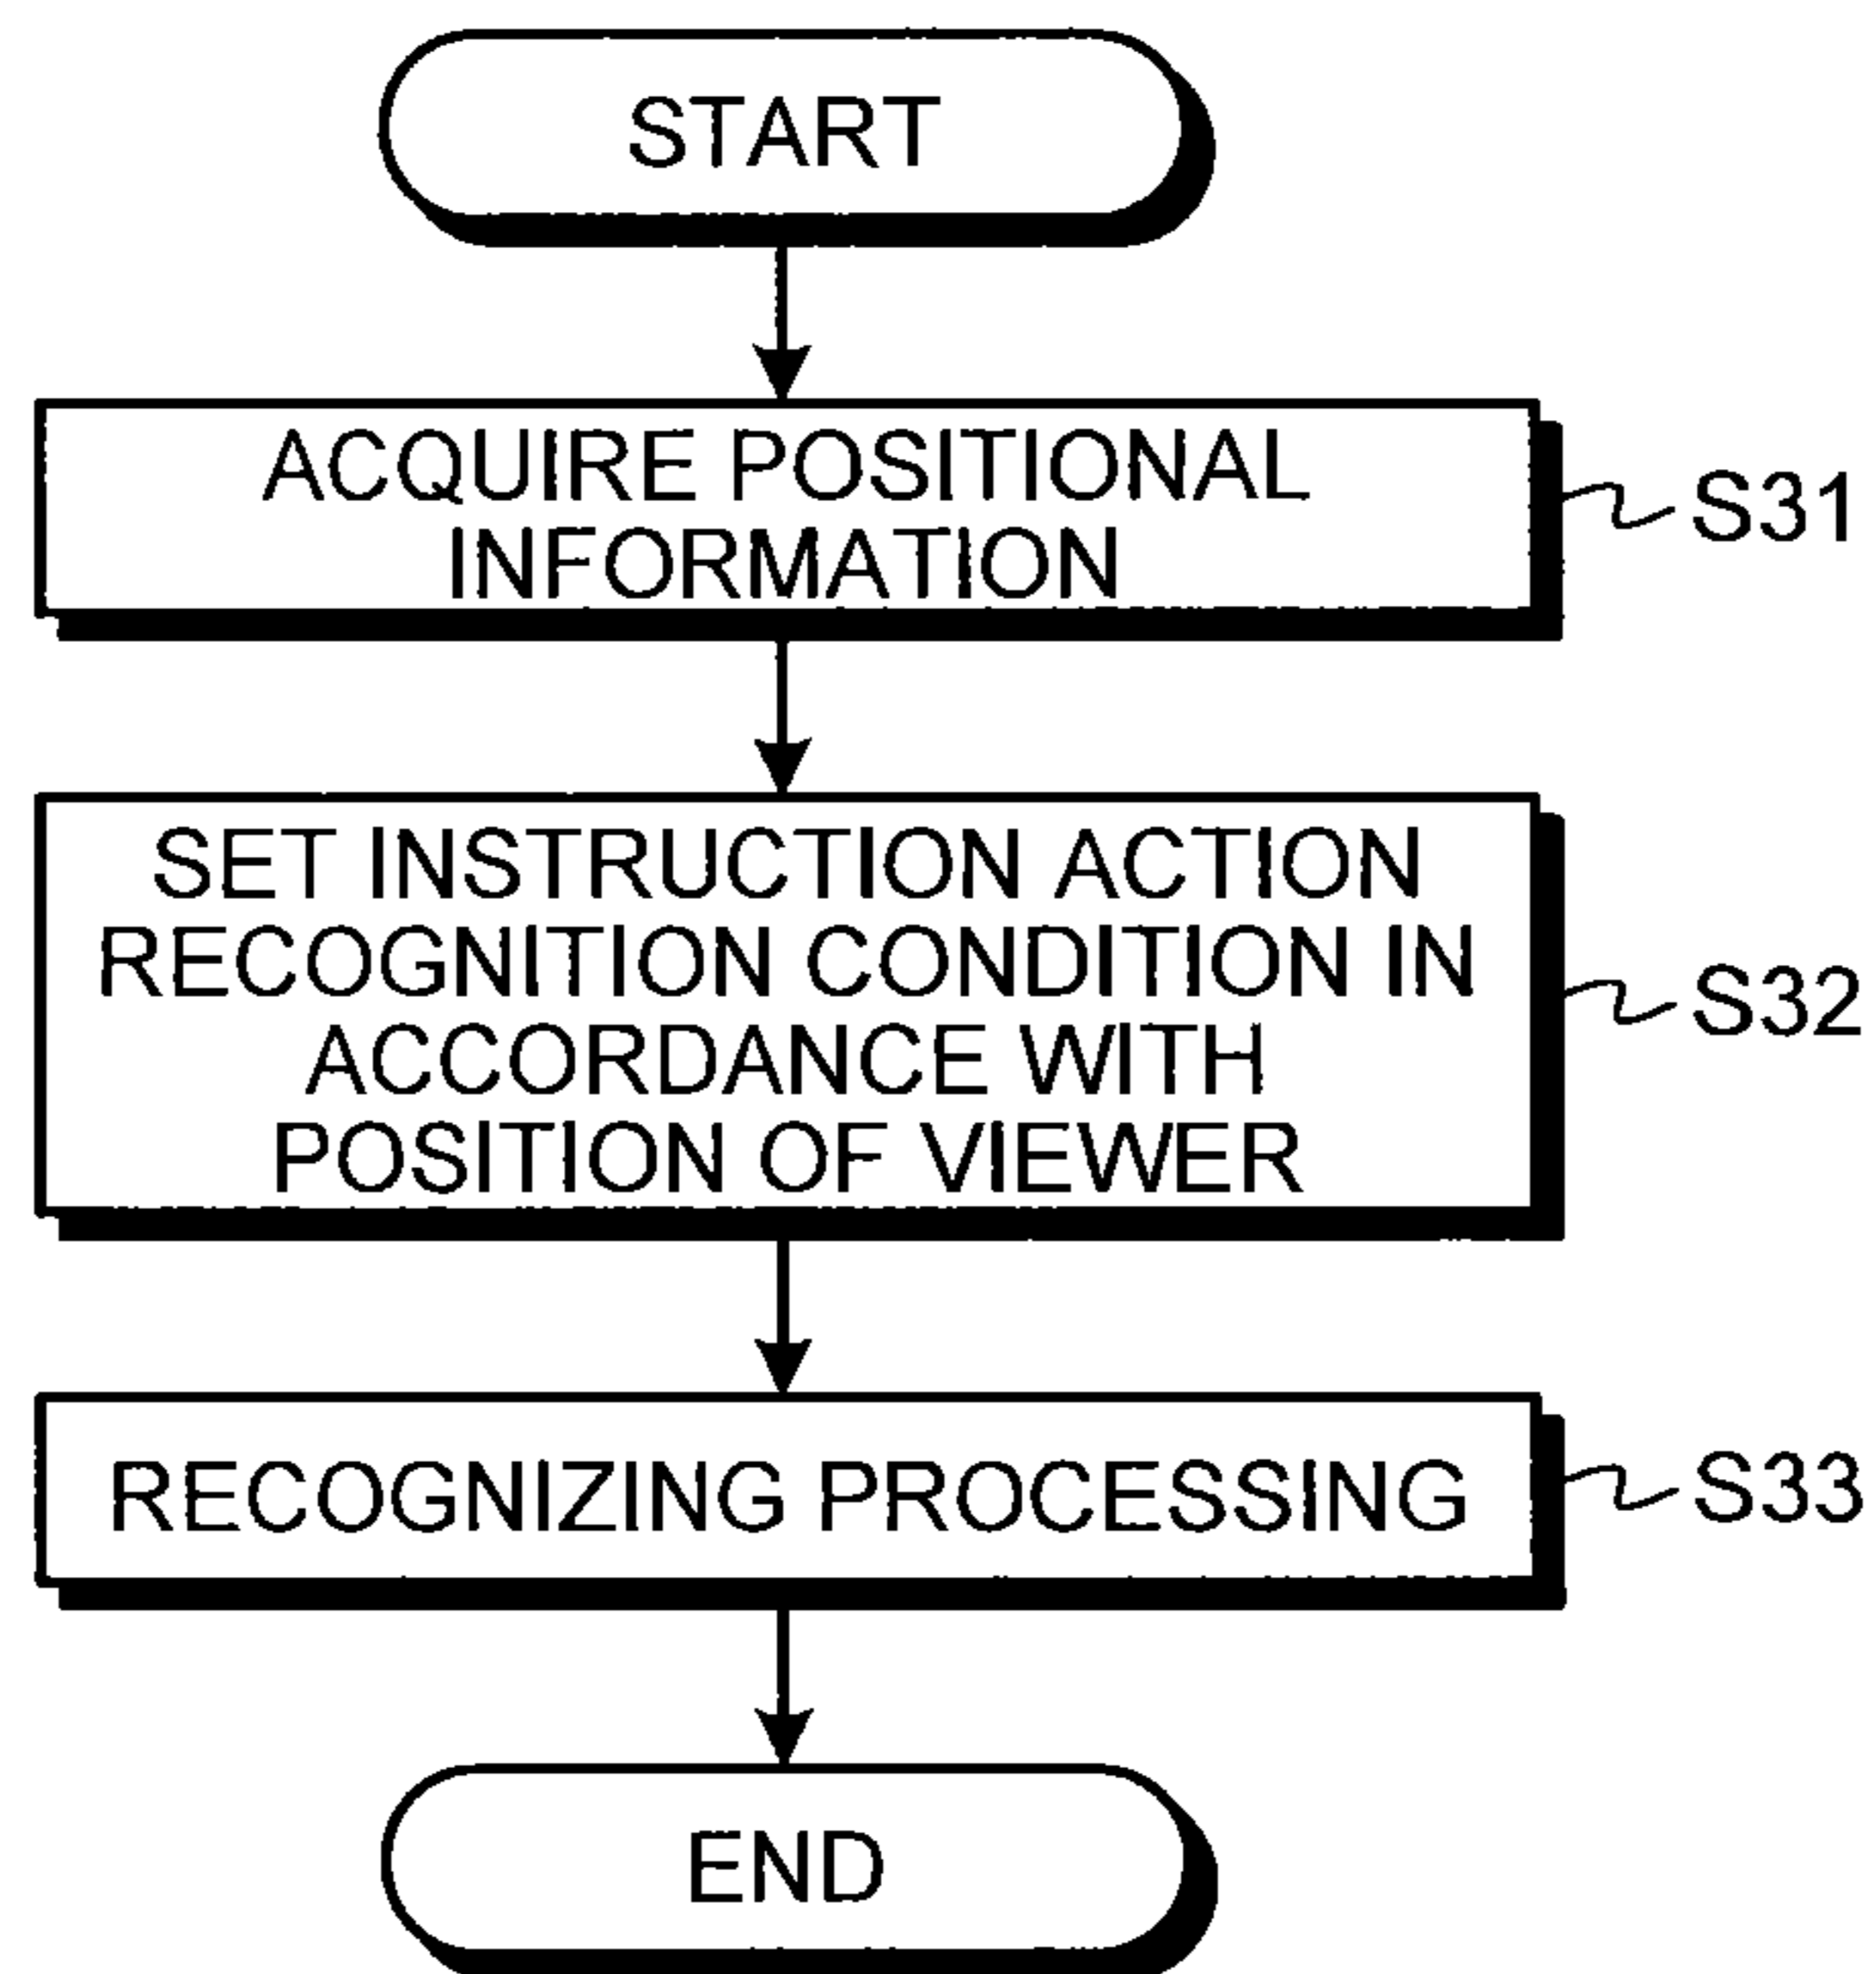 START
ACQUIRE POSITIONAL
INFORMATION
S31
SET INSTRUCTION ACTION
RECOGNITION CONDITION IN
ACCORDANCE WITH
POSITION OF VIEWER
S32
RECOGNIZING PROCESSING
S33
END